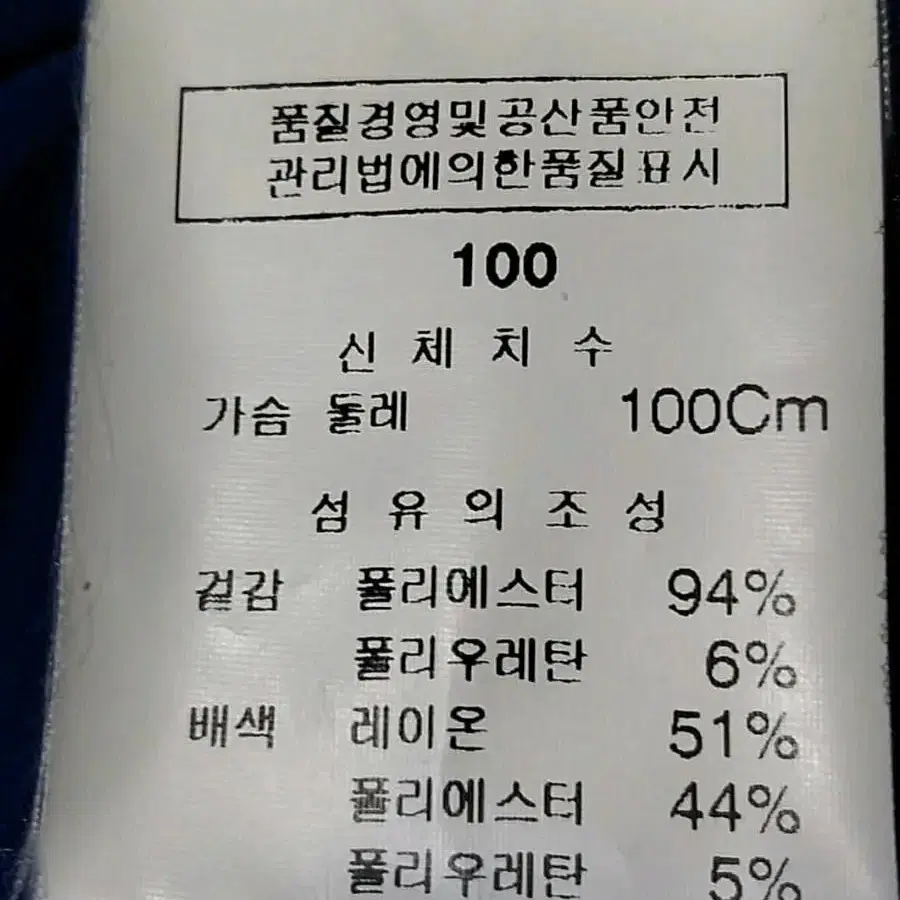 품질경영및공산품안전
관리법에의한품질표시
100
신 체 치 수
가슴 둘레 100Cm
섬 유 의 조 성
겉감 폴리에스터 94%
폴리우레탄 6%
배색 레이온 51%
폴리에스터 44%
폴리우레탄 5%